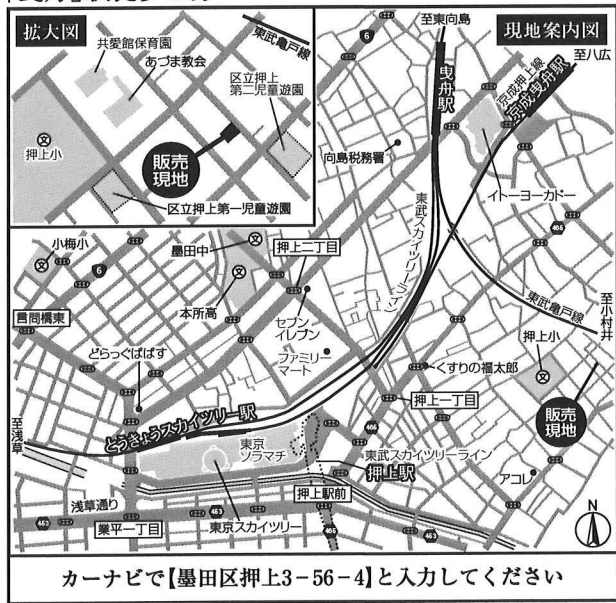 拡大図
共愛館保育園
あづま教会
東武亀戸線
区立押上
第二児童遊園
押上小
販売
現地
区立押上第一児童遊園
現地案内図
至東向島
至八広
6
曳舟駅
京成押上線
京成曳舟駅
向島税務署
イトーヨーカドー
東武スカイツリーライン
465
小梅小
墨田中
押上二丁目
6
本所高
言問橋東
セブン
イレブン
東武亀戸線
至小村井
どらっぐぱぱす
ファミリー
マート
くすりの福太郎
押上小
押上一丁目
とうきょうスカイツリー駅
465
販売
現地
至浅草
東京
ソラマチ
東武スカイツリーライン
押上駅
アコレ
浅草通り
押上駅前
453
業平一丁目
東京スカイツリー
453
465
453
N
カーナビで【墨田区押上3-56-4】と入力してください